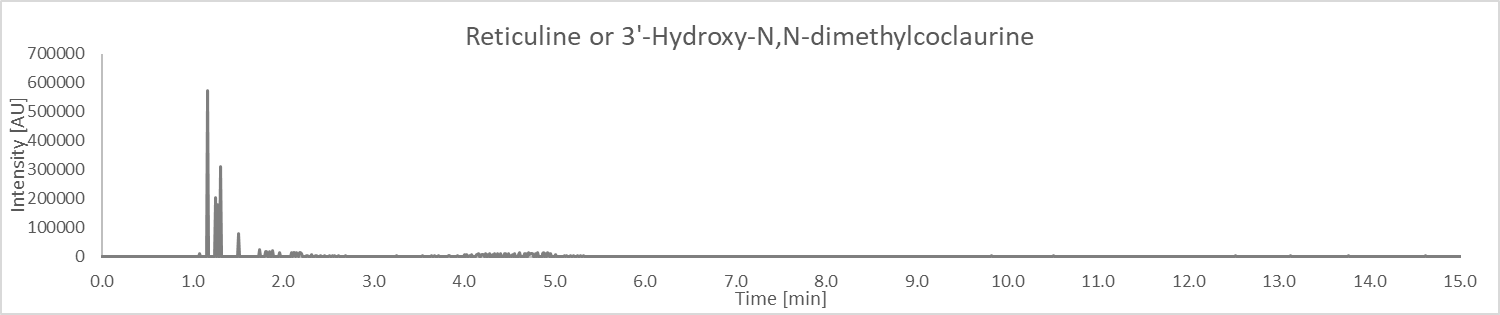 Reticuline or 3'-Hydroxy-N,N-dimethylcoclaurine
700000
600000
500000
400000
300000
200000
100000
0
Intensity [AU]
0.0 1.0 2.0 3.0 4.0 5.0 6.0 7.0 8.0 9.0 10.0 11.0 12.0 13.0 14.0 15.0
Time [min]